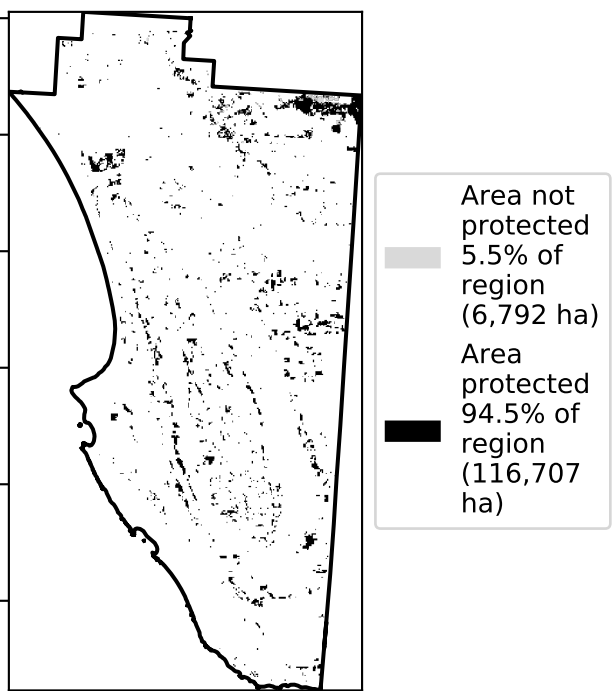 Area not
protected
5.5% of
region
(6,792 ha)
Area
protected
94.5% of
region
(116,707
ha)